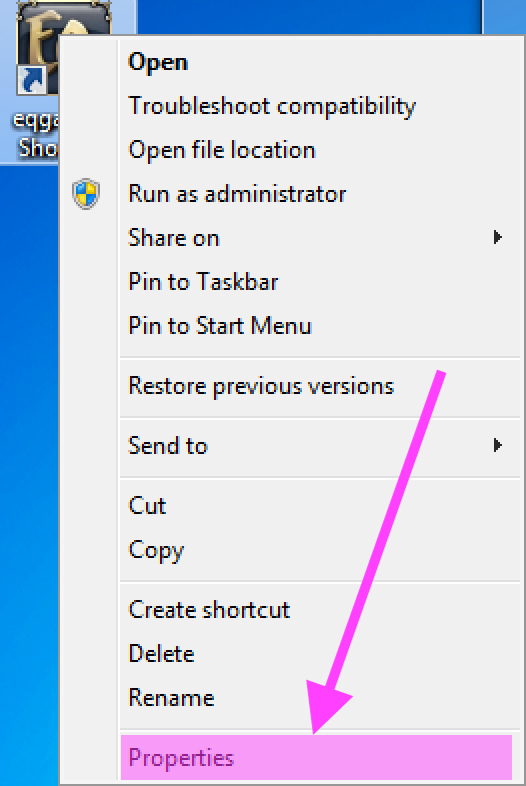 eqga
Sho
Open
Troubleshoot compatibility
Open file location
Run as administrator
Share on
Pin to Taskbar
Pin to Start Menu
Restore previous versions
Send to
Cut
Copy
Create shortcut
Delete
Rename
Properties